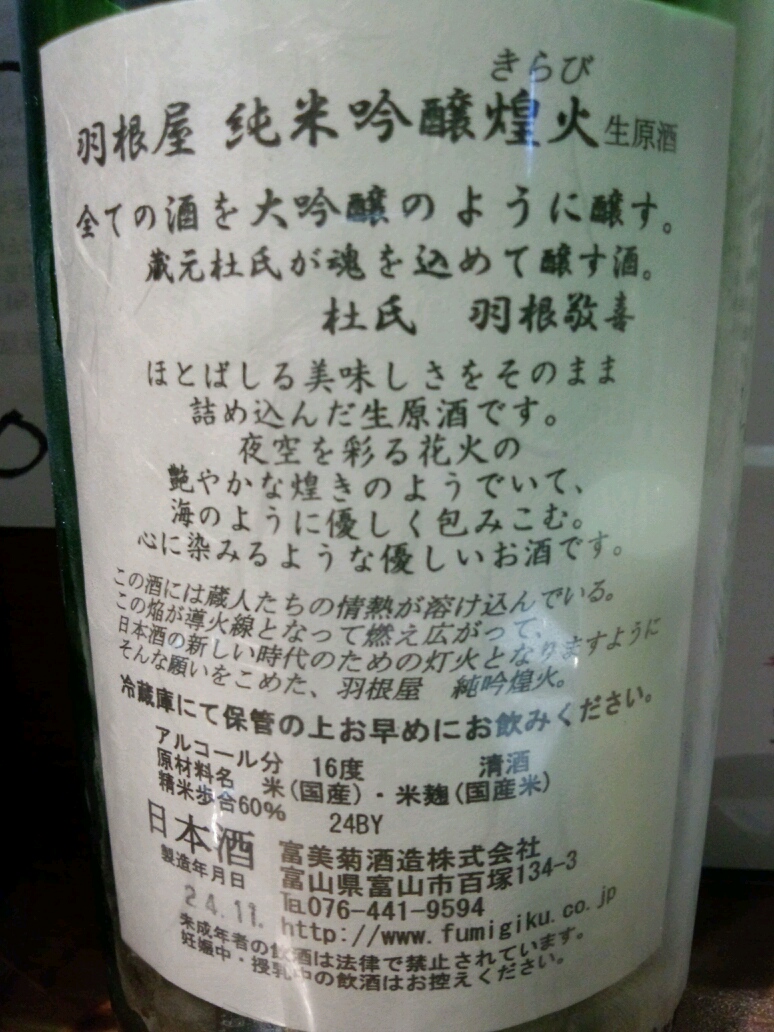 きらび
羽根屋 純米吟醸煌火生原酒
全ての酒を大吟醸のように醸す。
蔵元杜氏が魂を込めて醸す酒。
杜氏 羽根敬喜
ほとばしる美味しさをそのまま
詰め込んだ生原酒です。
夜空を彩る花火の
艶やかな煌きのようでいて、
海のように優しく包みこむ。
心に染みるような優しいお酒です。
この酒には蔵人たちの情熱が溶け込んでいる。
この焔が導火線となって燃え広がって、
日本酒の新しい時代のための灯火となりますように
そんな願いをこめた、羽根屋 純吟煌火。
冷蔵庫にて保管の上お早めにお飲みください。
アルコール分 16度 清酒
原材料名 米(国産)・米麹(国産米)
精米歩合60% 24BY
日本酒 富美菊酒造株式会社
製造年月日 富山県富山市百塚134-3
24.11. ℡076-441-9594
http://www.fumigiku.co.jp
未成年者の飲酒は法律で禁止されています。
妊娠中・授乳中の飲酒はお控えください。